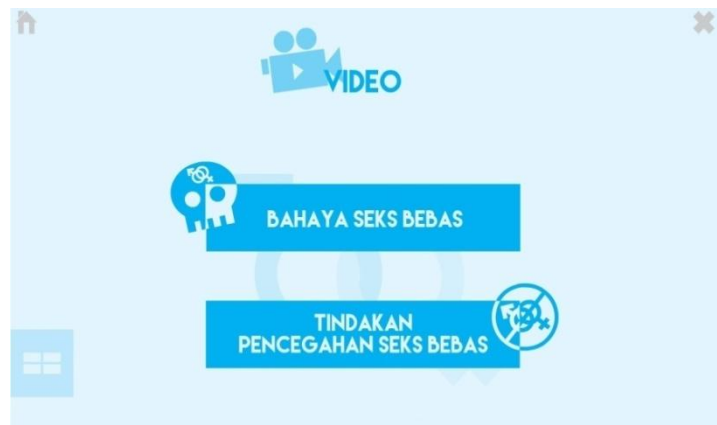 VIDEO
BAHAYA SEKS BEBAS
TINDAKAN
PENCEGAHAN SEKS BEBAS